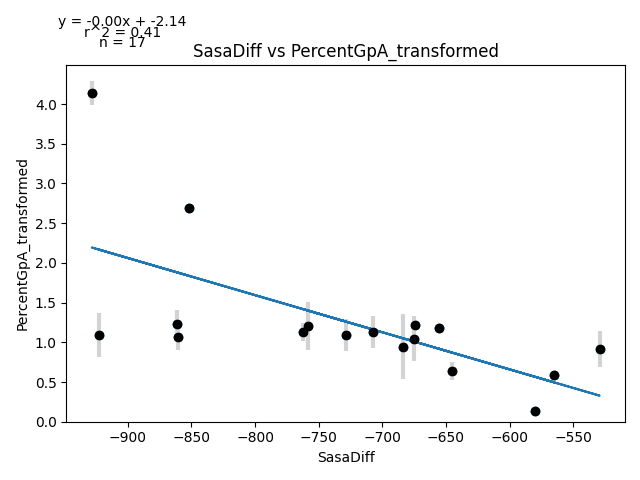 y = -0.00x + -2.14
r^2 = 0.41
n = 17
SasaDiff vs PercentGpA_transformed
PercentGpA_transformed
4.0
3.5
3.0
2.5
2.0
1.5
1.0
0.5
0.0
−900 −850 −800 −750 −700 −650 −600 −550
SasaDiff